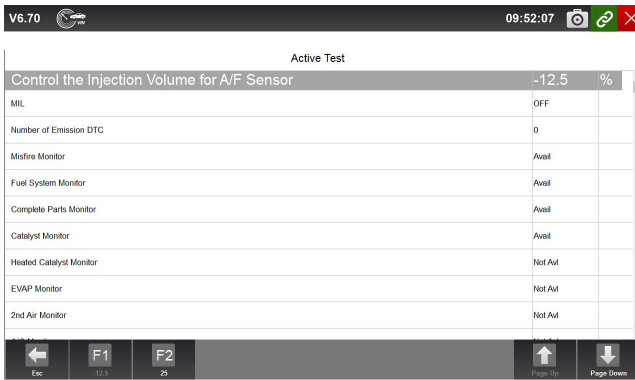 V6.70 VIN 09:52:07
Active Test
Control the Injection Volume for A/F Sensor -12.5 %
MIL OFF
Number of Emission DTC 0
Misfire Monitor Avail
Fuel System Monitor Avail
Complete Parts Monitor Avail
Catalyst Monitor Avail
Heated Catalyst Monitor Not Avl
EVAP Monitor Not Avl
2nd Air Monitor Not Avl
Esc F1 -12.5 F2 25 Page Up Page Down